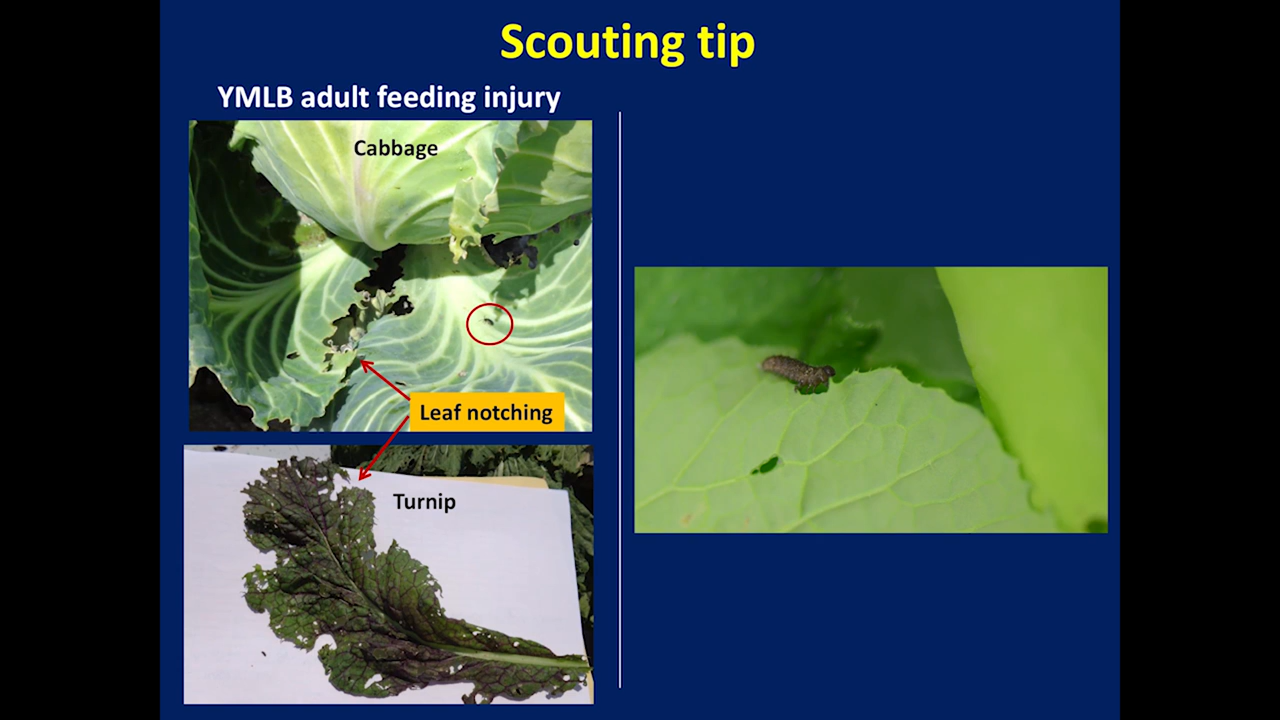 Scouting tip
YMLB adult feeding injury
Cabbage
Leaf notching
Turnip